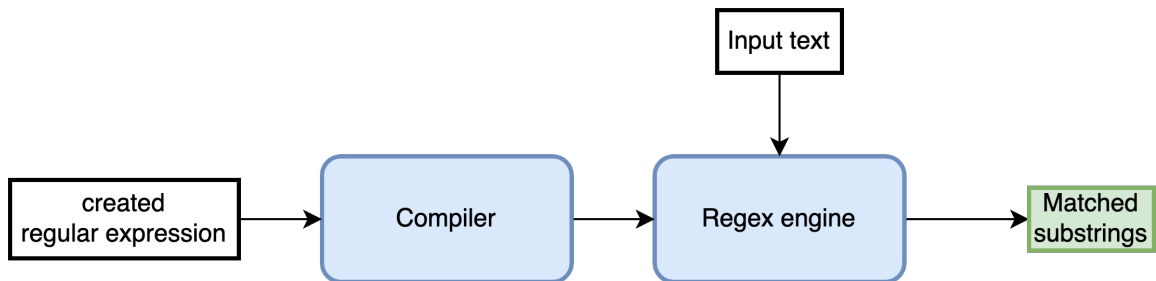 Input text
created
regular expression
Compiler
Regex engine
Matched
substrings